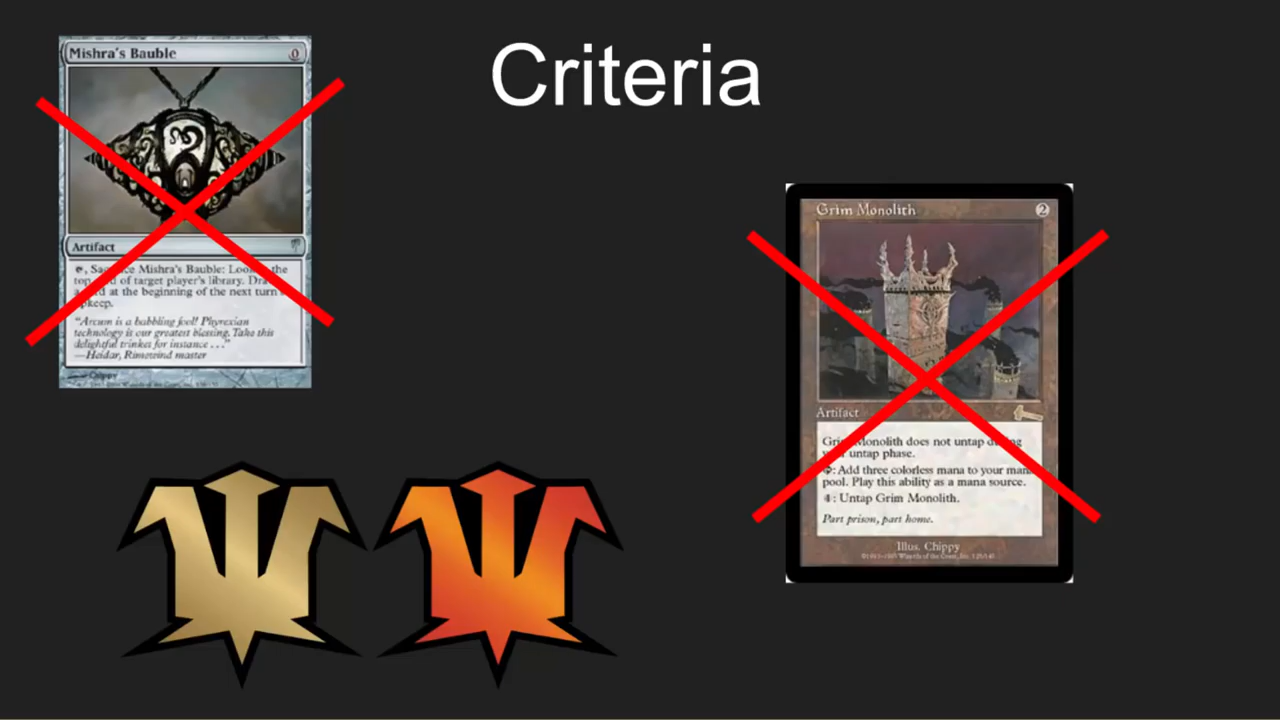 Criteria
Mishra's Bauble
0
Artifact
, Sacrifice Mishra's Bauble: Look the
top of target player's library. Dra
at the beginning of the next turn's
upkeep.
"Arcum is a babbling fool! Phyrexian
technology is our greatest blessing. Take this
delightful trinket for instance . . ."
—Heidar, Rimewind master
Chippy
Grim Monolith
2
Artifact
Grim Monolith does not untap during
your untap phase.
: Add three colorless mana to your mana
pool. Play this ability as a mana source.
4: Untap Grim Monolith.
Part prison, part home.
Illus. Chippy